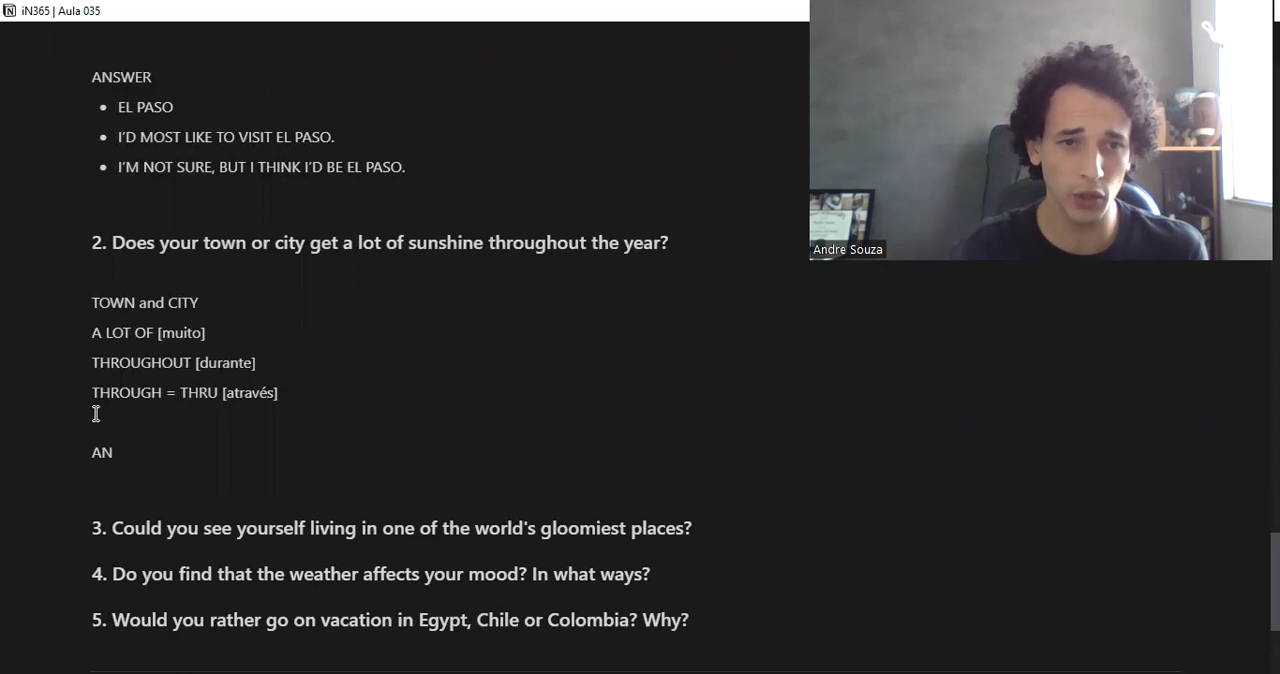 iN365 | Aula 035
ANSWER
• EL PASO
• I'D MOST LIKE TO VISIT EL PASO.
• I'M NOT SURE, BUT I THINK I'D BE EL PASO.
Andre Souza
2. Does your town or city get a lot of sunshine throughout the year?
TOWN and CITY
A LOT OF [muito]
THROUGHOUT [durante]
THROUGH = THRU [através]
AN
3. Could you see yourself living in one of the world's gloomiest places?
4. Do you find that the weather affects your mood? In what ways?
5. Would you rather go on vacation in Egypt, Chile or Colombia? Why?